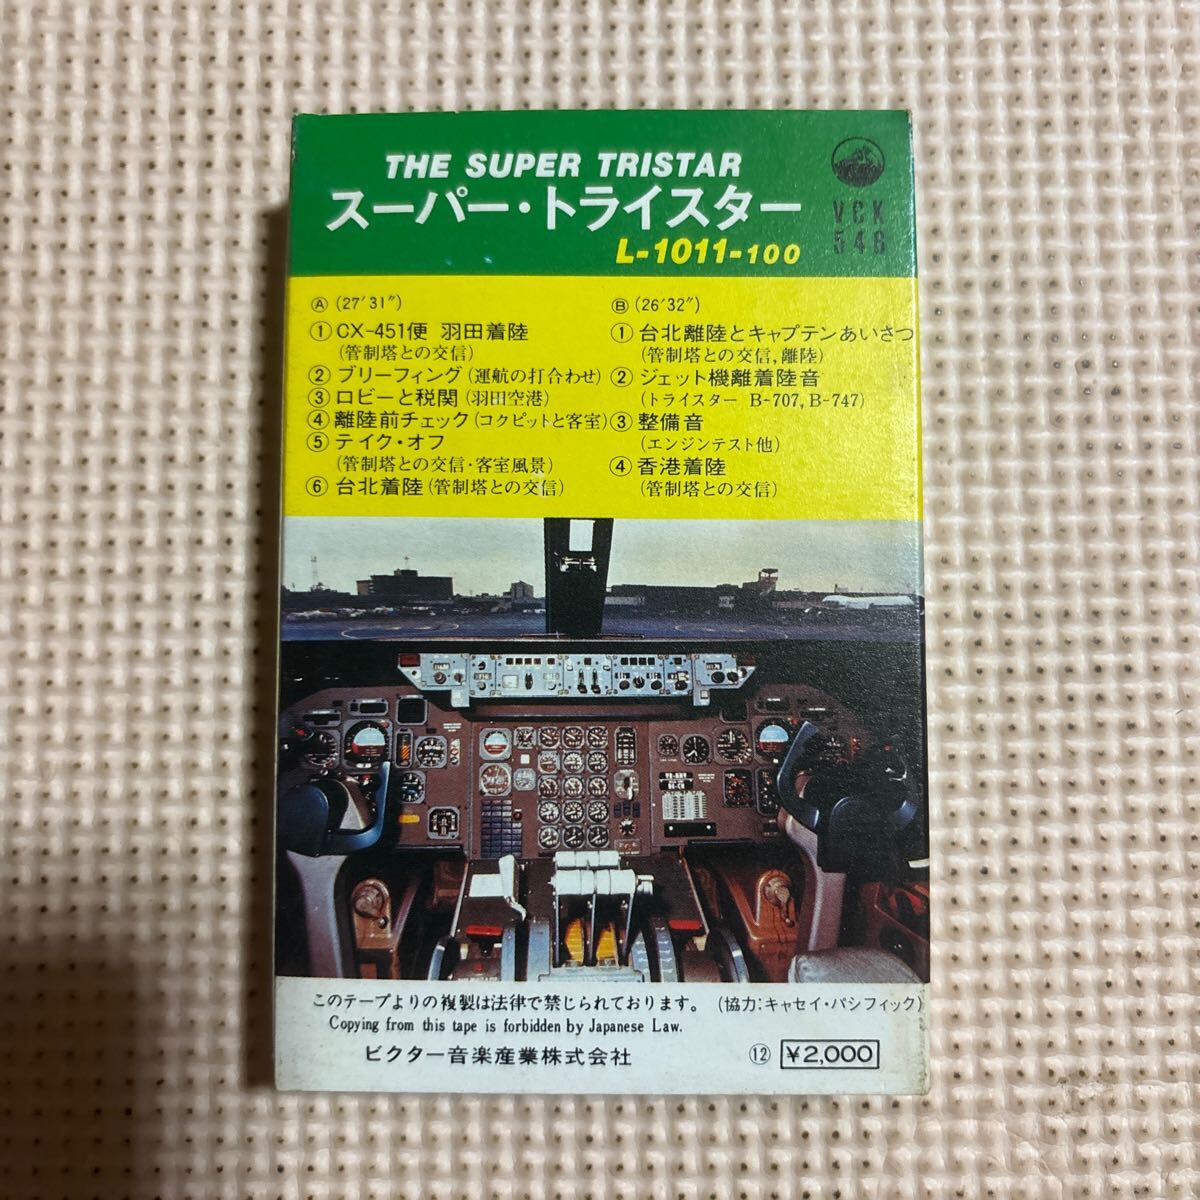 THE SUPER TRISTAR
スーパー・トライスター
L-1011-100
VCK
546
Ⓐ (27'31")
① CX-451便 羽田着陸
(管制塔との交信)
② ブリーフィング (運航の打合わせ)
③ ロビーと税関 (羽田空港)
④ 離陸前チェック (コクピットと客室)
⑤ テイク・オフ
(管制塔との交信・客室風景)
⑥ 台北着陸 (管制塔との交信)
Ⓑ (26'32")
① 台北離陸とキャプテンあいさつ
(管制塔との交信, 離陸)
② ジェット機離着陸音
(トライスター B-707, B-747)
③ 整備音
(エンジンテスト他)
④ 香港着陸
(管制塔との交信)
このテープよりの複製は法律で禁じられております。 (協力:キャセイ・パシフィック)
Copying from this tape is forbidden by Japanese Law.
ビクター音楽産業株式会社 ⑫ ¥2,000